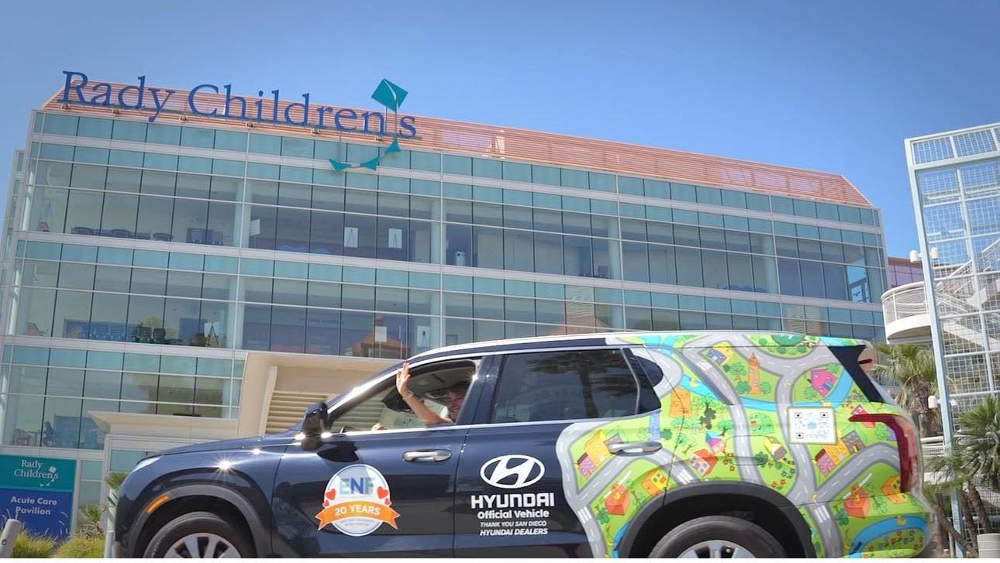 Rady Children's
Rady
Children's
Acute Care
Pavilion
ENF
20 YEARS
HYUNDAI
Official Vehicle
THANK YOU SAN DIEGO
HYUNDAI DEALERS